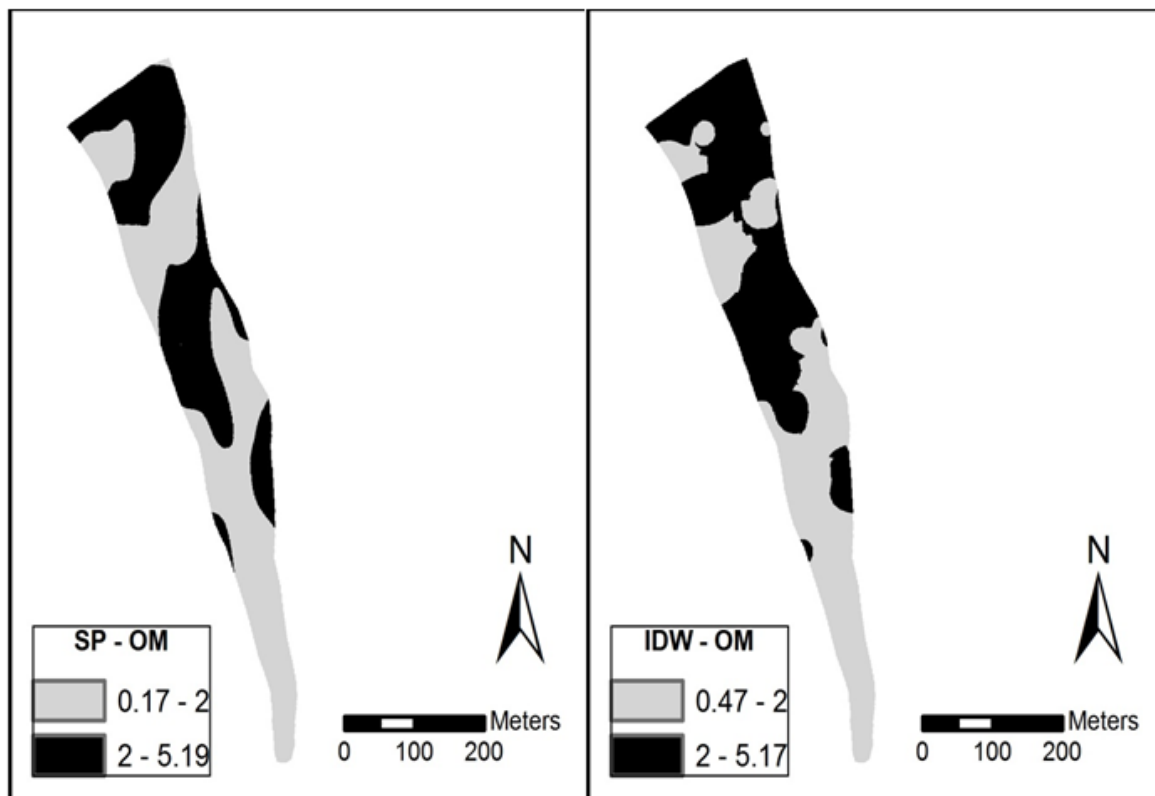 SP - OM
0.17 - 2
2 - 5.19
N
Meters
0 100 200
IDW - OM
0.47 - 2
2 - 5.17
N
Meters
0 100 200